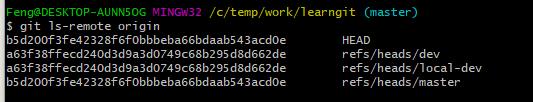 Feng@DESKTOP-AUNN5OG MINGW32 /c/temp/work/learngit (master)
$ git ls-remote origin
b5d200f3fe42328f6f0bbbeba66bdaab543acd0e HEAD
a63f38ffecd240d3d9a3d0749c68b295d8d662de refs/heads/dev
a63f38ffecd240d3d9a3d0749c68b295d8d662de refs/heads/local-dev
b5d200f3fe42328f6f0bbbeba66bdaab543acd0e refs/heads/master